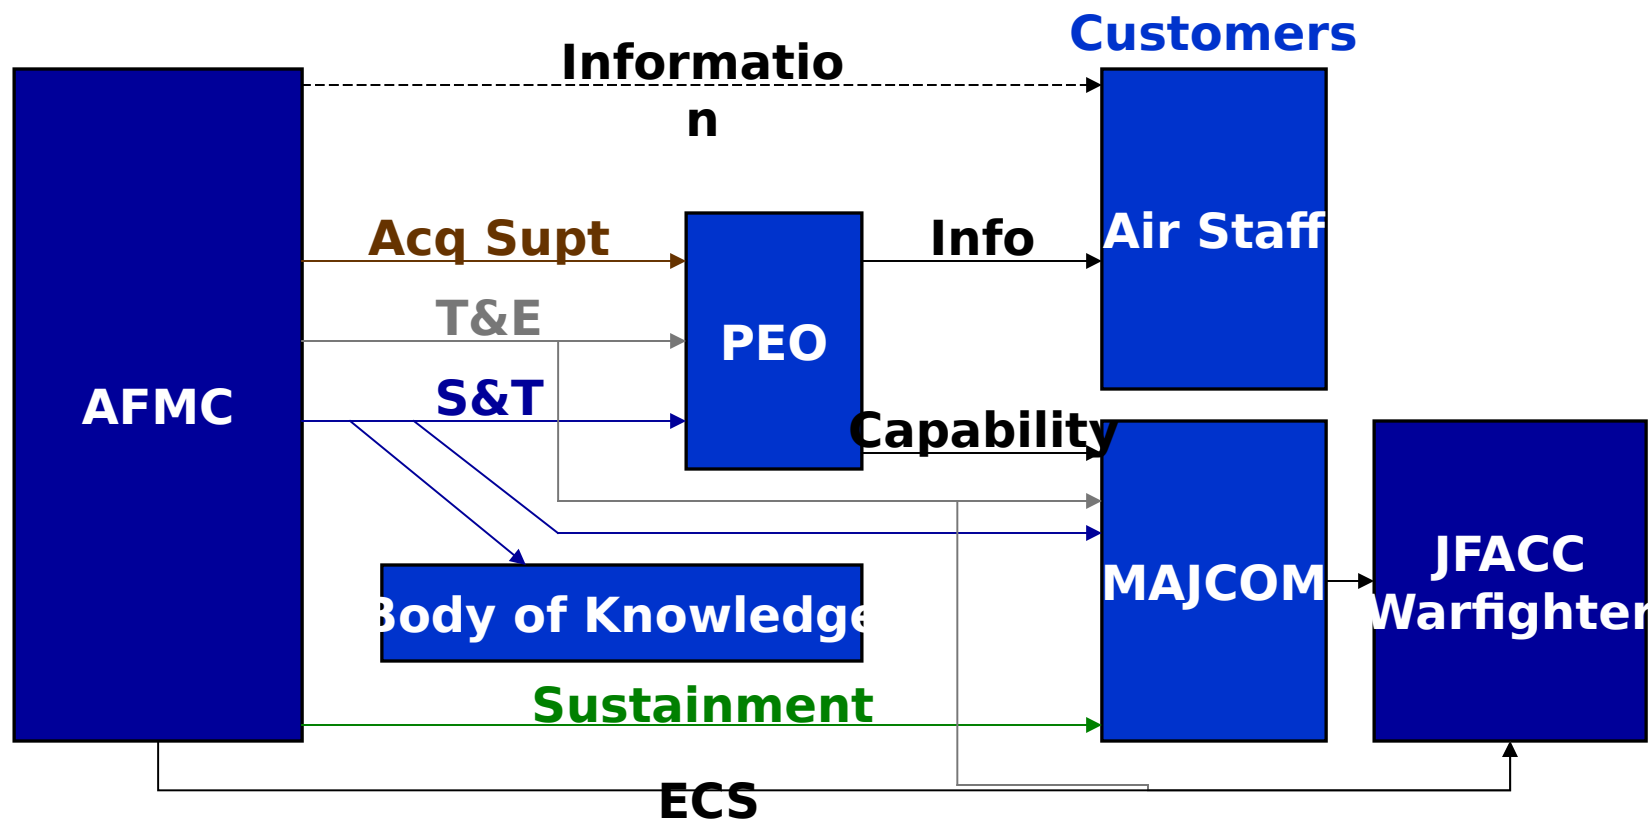 Customers
Informatio
n
Acq Supt
Info
Air Staff
T&E
PEO
S&T
AFMC
Capability
JFACC
Warfighter
MAJCOM
Body of Knowledge
Sustainment
ECS